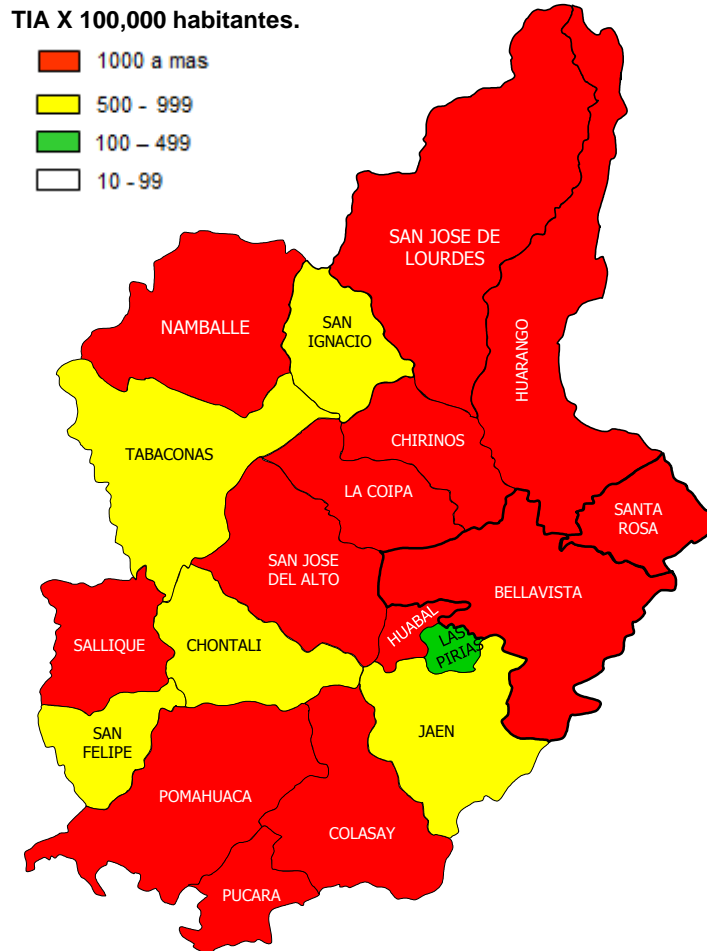 TIA X 100,000 habitantes.
1000 a mas
500 - 999
100 – 499
10 - 99
SAN JOSE DE
LOURDES
NAMBALLE
SAN
IGNACIO
HUARANGO
CHIRINOS
TABACONAS
LA COIPA
SANTA
ROSA
SAN JOSE
DEL ALTO
BELLAVISTA
HUABAL
LAS
PIRIAS
SALLIQUE
CHONTALI
SAN
FELIPE
JAEN
POMAHUACA
COLASAY
PUCARA